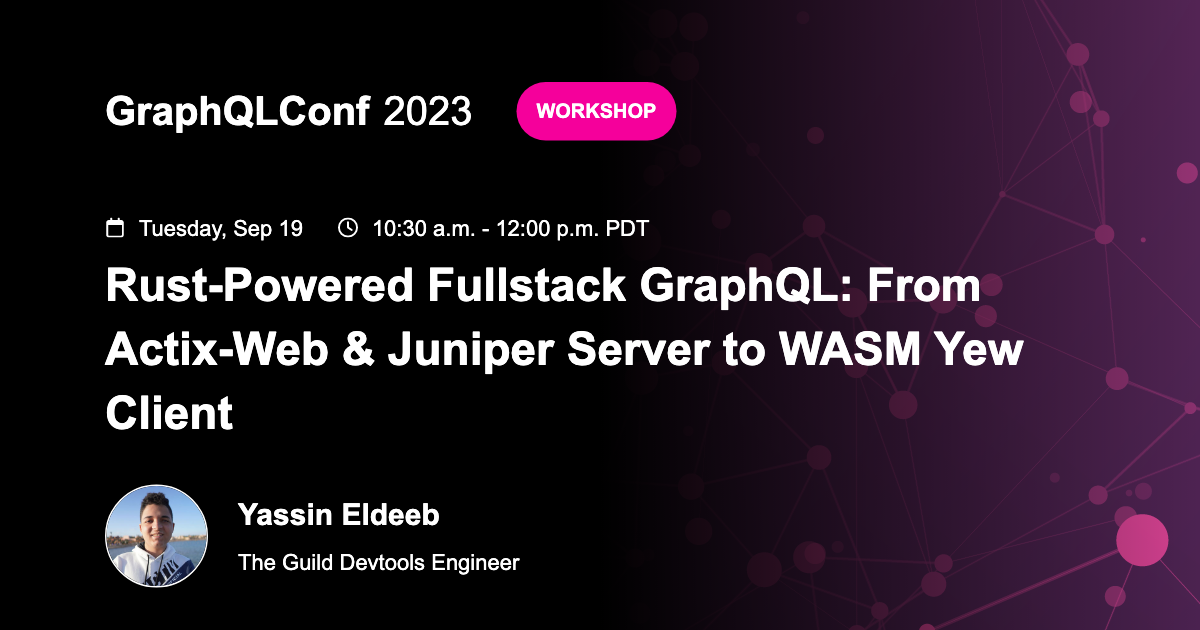 GraphQLConf 2023
WORKSHOP
Tuesday, Sep 19
10:30 a.m. - 12:00 p.m. PDT
Rust-Powered Fullstack GraphQL: From
Actix-Web & Juniper Server to WASM Yew
Client
Yassin Eldeeb
The Guild Devtools Engineer